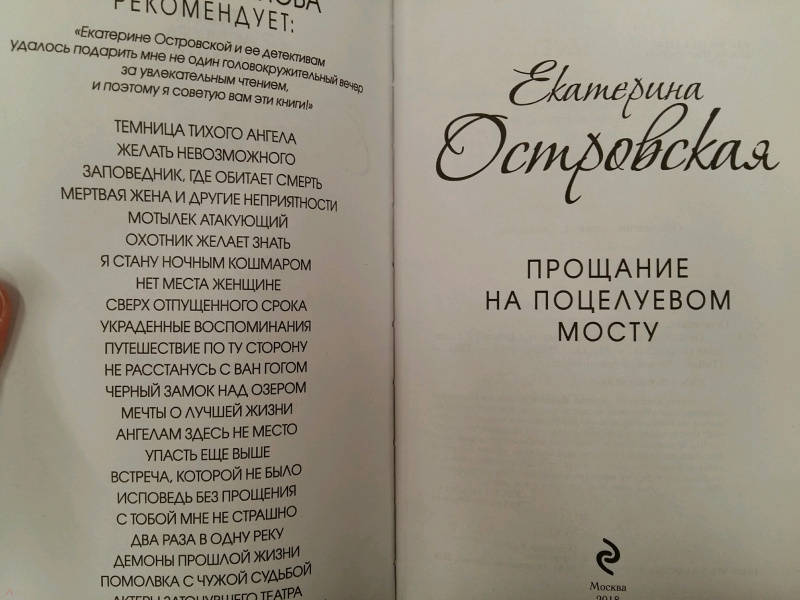 РЕКОМЕНДУЕТ:
«Екатерине Островской и ее детективам
удалось подарить мне не один головокружительный вечер
за увлекательным чтением,
и поэтому я советую вам эти книги!»
ТЕМНИЦА ТИХОГО АНГЕЛА
ЖЕЛАТЬ НЕВОЗМОЖНОГО
ЗАПОВЕДНИК, ГДЕ ОБИТАЕТ СМЕРТЬ
МЕРТВАЯ ЖЕНА И ДРУГИЕ НЕПРИЯТНОСТИ
МОТЫЛЕК АТАКУЮЩИЙ
ОХОТНИК ЖЕЛАЕТ ЗНАТЬ
Я СТАНУ НОЧНЫМ КОШМАРОМ
НЕТ МЕСТА ЖЕНЩИНЕ
СВЕРХ ОТПУЩЕННОГО СРОКА
УКРАДЕННЫЕ ВОСПОМИНАНИЯ
ПУТЕШЕСТВИЕ ПО ТУ СТОРОНУ
НЕ РАССТАНУСЬ С ВАН ГОГОМ
ЧЕРНЫЙ ЗАМОК НАД ОЗЕРОМ
МЕЧТЫ О ЛУЧШЕЙ ЖИЗНИ
АНГЕЛАМ ЗДЕСЬ НЕ МЕСТО
УПАСТЬ ЕЩЕ ВЫШЕ
ВСТРЕЧА, КОТОРОЙ НЕ БЫЛО
ИСПОВЕДЬ БЕЗ ПРОЩЕНИЯ
С ТОБОЙ МНЕ НЕ СТРАШНО
ДВА РАЗА В ОДНУ РЕКУ
ДЕМОНЫ ПРОШЛОЙ ЖИЗНИ
ПОМОЛВКА С ЧУЖОЙ СУДЬБОЙ
АКТЕРЫ ЗАТОНУВШЕГО ТЕАТРА
Екатерина
Островская
ПРОЩАНИЕ
НА ПОЦЕЛУЕВОМ
МОСТУ
Москва
2018